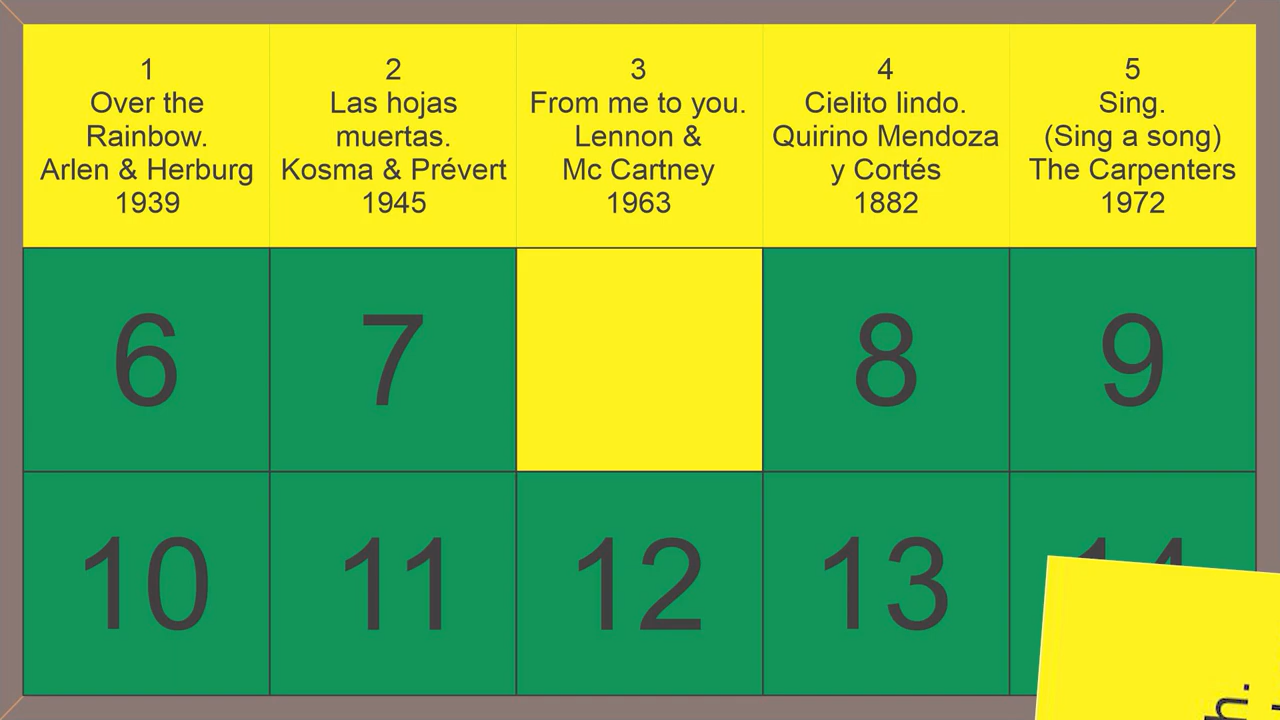 1
Over the
Rainbow.
Arlen & Herburg
1939
2
Las hojas
muertas.
Kosma & Prévert
1945
3
From me to you.
Lennon &
Mc Cartney
1963
4
Cielito lindo.
Quirino Mendoza
y Cortés
1882
5
Sing.
(Sing a song)
The Carpenters
1972
6
7
8
9
10
11
12
13
14